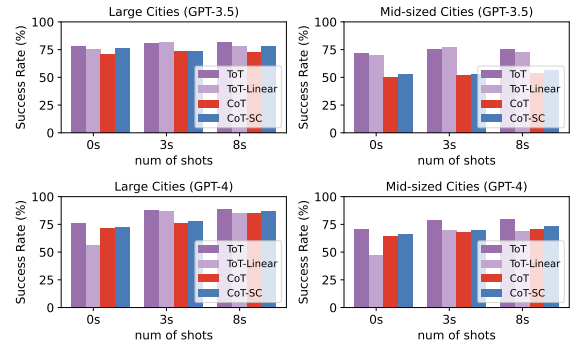 Large Cities (GPT-3.5)
Success Rate (%)
100
75
50
25
0
0s
3s
8s
num of shots
ToT
ToT-Linear
CoT
CoT-SC
Mid-sized Cities (GPT-3.5)
Success Rate (%)
100
75
50
25
0
0s
3s
8s
num of shots
ToT
ToT-Linear
CoT
CoT-SC
Large Cities (GPT-4)
Success Rate (%)
100
75
50
25
0
0s
3s
8s
num of shots
ToT
ToT-Linear
CoT
CoT-SC
Mid-sized Cities (GPT-4)
Success Rate (%)
100
75
50
25
0
0s
3s
8s
num of shots
ToT
ToT-Linear
CoT
CoT-SC